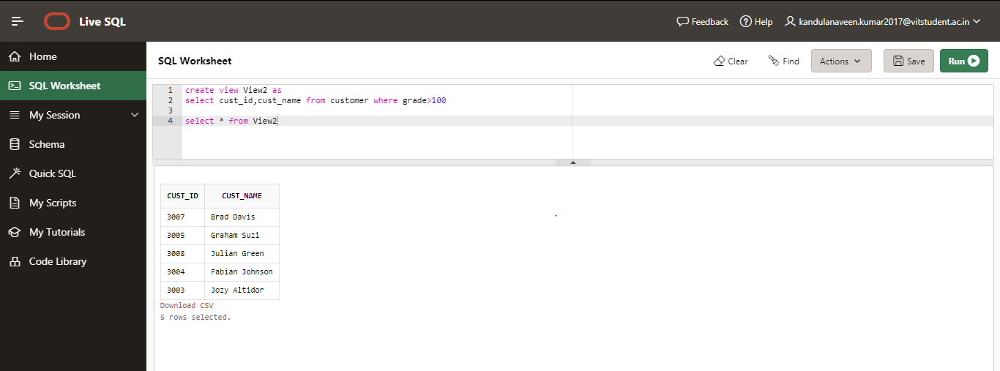 Live SQL
Feedback
Help
kandulanaveen.kumar2017@vitstudent.ac.in
Home
SQL Worksheet
My Session
Schema
Quick SQL
My Scripts
My Tutorials
Code Library
SQL Worksheet
Clear
Find
Actions
Save
Run
1 create view View2 as
2 select cust_id,cust_name from customer where grade>100
3
4 select * from View2
CUST_ID CUST_NAME
3007 Brad Davis
3005 Graham Suzi
3008 Julian Green
3004 Fabian Johnson
3003 Jozy Altidor
Download CSV
5 rows selected.